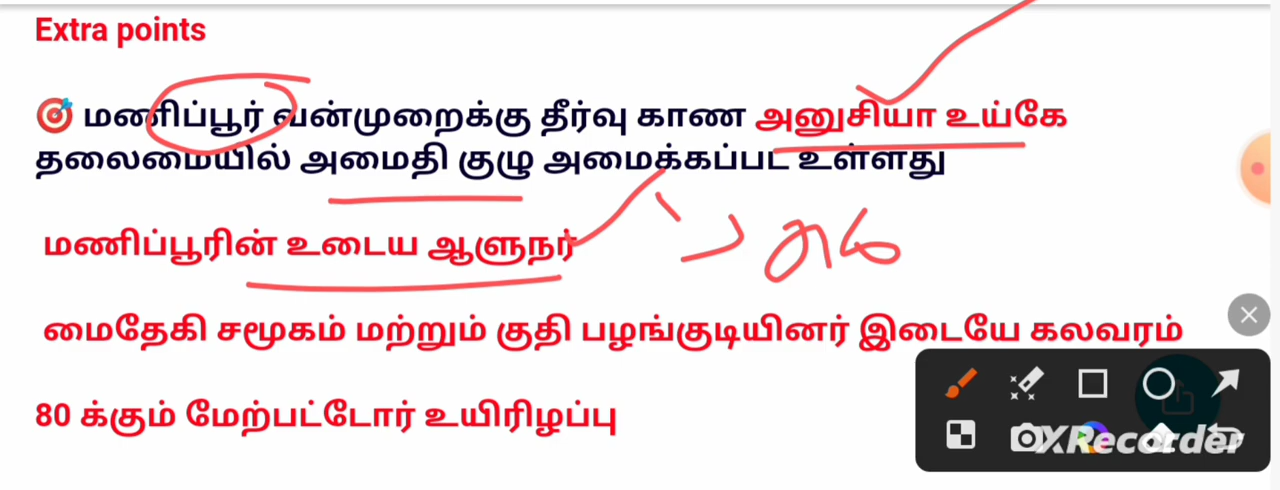 Extra points
🎯 மணிப்பூர் வன்முறைக்கு தீர்வு காண அனுசியா உய்கே
தலைமையில் அமைதி குழு அமைக்கப்பட உள்ளது
மணிப்பூரின் உடைய ஆளுநர்
மைதேகி சமூகம் மற்றும் குதி பழங்குடியினர் இடையே கலவரம்
80 க்கும் மேற்பட்டோர் உயிரிழப்பு
XRecorder